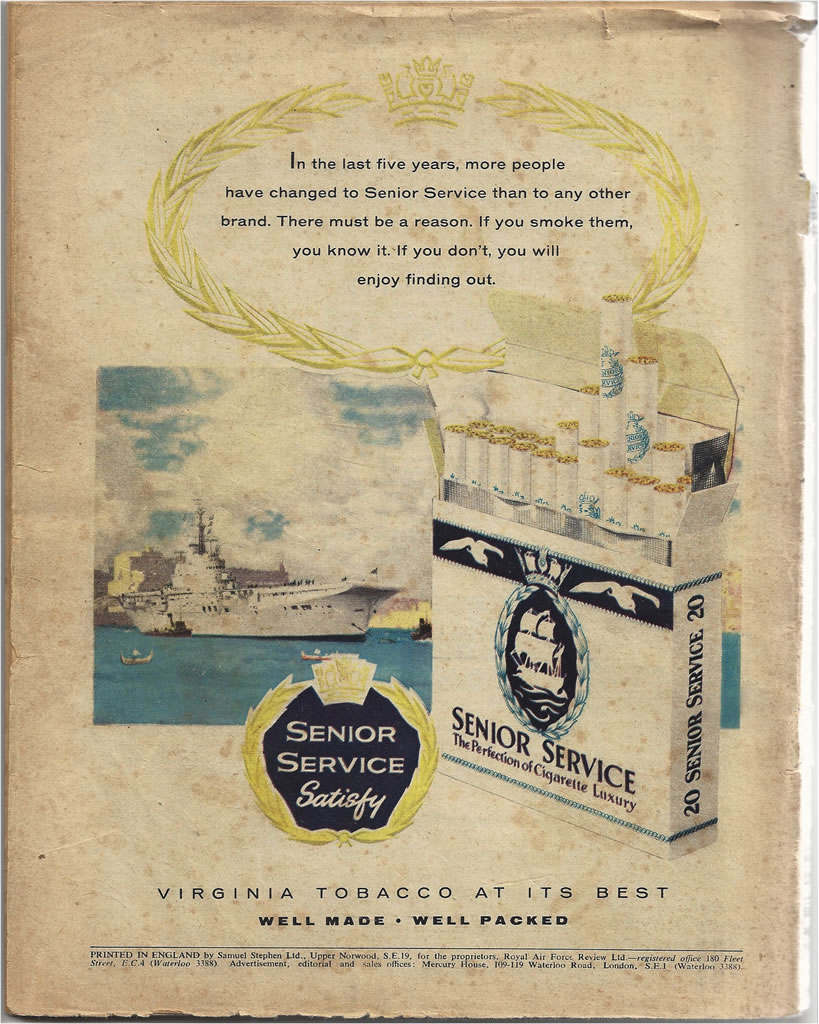 In the last five years, more people
have changed to Senior Service than to any other
brand. There must be a reason. If you smoke them,
you know it. If you don't, you will
enjoy finding out.
SENIOR SERVICE
The Perfection of Cigarette Luxury
20 SENIOR SERVICE 20
SENIOR
SERVICE
Satisfy
VIRGINIA TOBACCO AT ITS BEST
WELL MADE • WELL PACKED
PRINTED IN ENGLAND by Samuel Stephen Ltd., Upper Norwood, S.E.19, for the proprietors, Royal Air Force Review Ltd.—registered office 180 Fleet
Street, E.C.4 (Waterloo 3388). Advertisement, editorial and sales offices: Mercury House, 109-119 Waterloo Road, London, S.E.1 (Waterloo 3388).